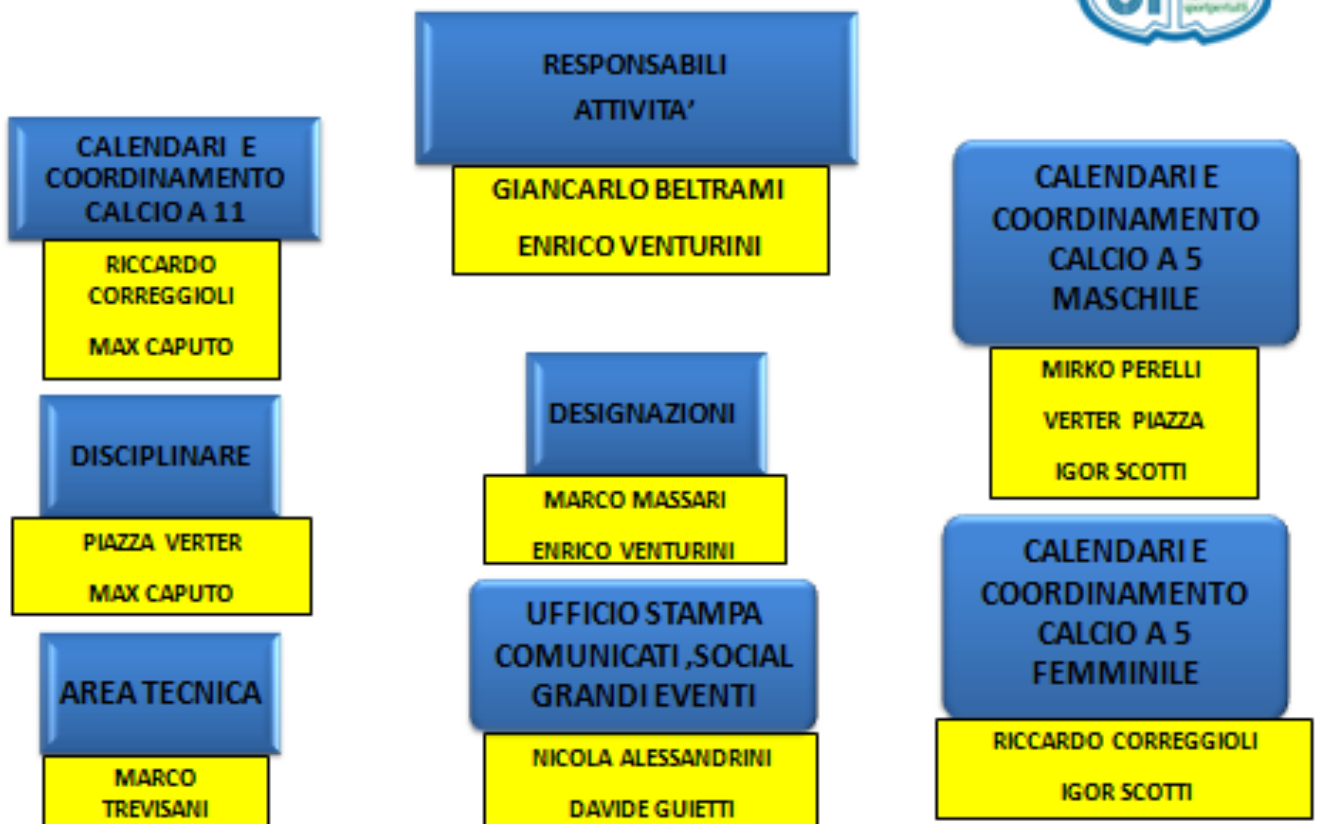 sportpertutti
RESPONSABILI
ATTIVITA'
GIANCARLO BELTRAMI
ENRICO VENTURINI
CALENDARI E
COORDINAMENTO
CALCIO A 11
RICCARDO
CORREGGIOLI
MAX CAPUTO
DISCIPLINARE
PIAZZA VERTER
MAX CAPUTO
AREA TECNICA
MARCO
TREVISANI
DESIGNAZIONI
MARCO MASSARI
ENRICO VENTURINI
UFFICIO STAMPA
COMUNICATI ,SOCIAL
GRANDI EVENTI
NICOLA ALESSANDRINI
DAVIDE GUIETTI
CALENDARI E
COORDINAMENTO
CALCIO A 5
MASCHILE
MIRKO PERELLI
VERTER PIAZZA
IGOR SCOTTI
CALENDARI E
COORDINAMENTO
CALCIO A 5
FEMMINILE
RICCARDO CORREGGIOLI
IGOR SCOTTI